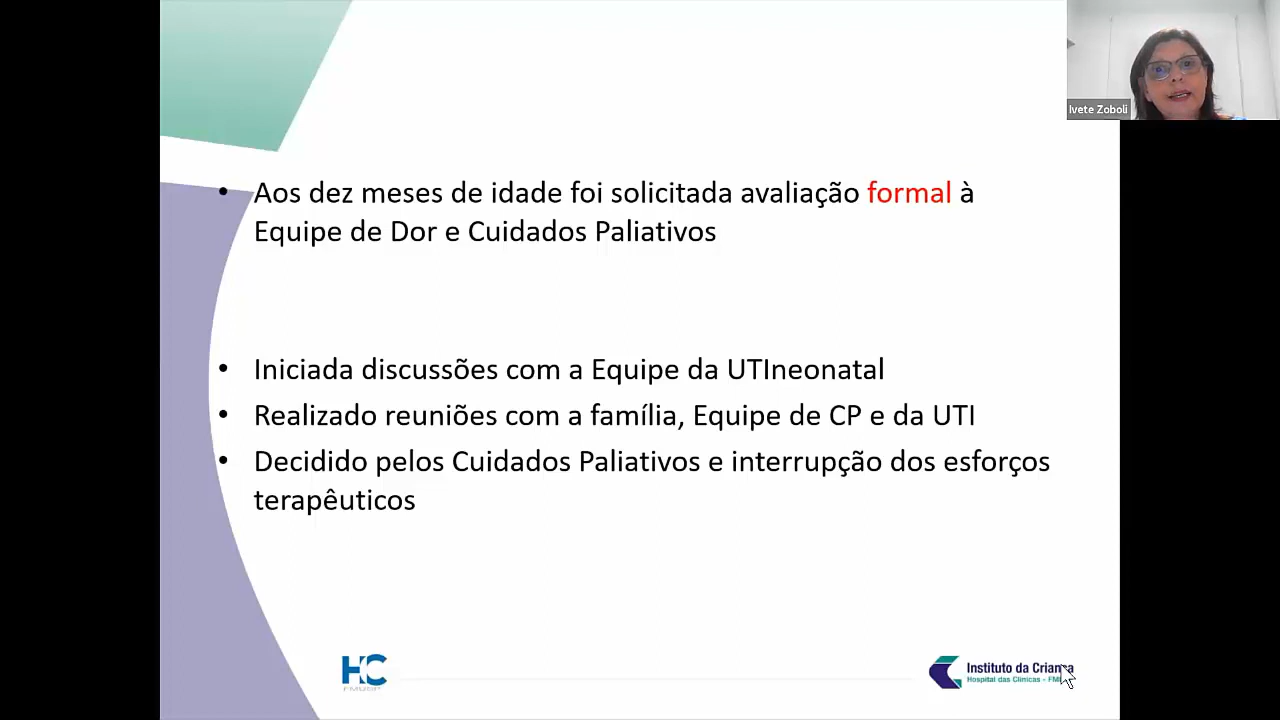 Ivete Zoboli
• Aos dez meses de idade foi solicitada avaliação formal à
Equipe de Dor e Cuidados Paliativos
• Iniciada discussões com a Equipe da UTIneonatal
• Realizado reuniões com a família, Equipe de CP e da UTI
• Decidido pelos Cuidados Paliativos e interrupção dos esforços
terapêuticos
HC
FMUSP
Instituto da Criança
Hospital das Clínicas -